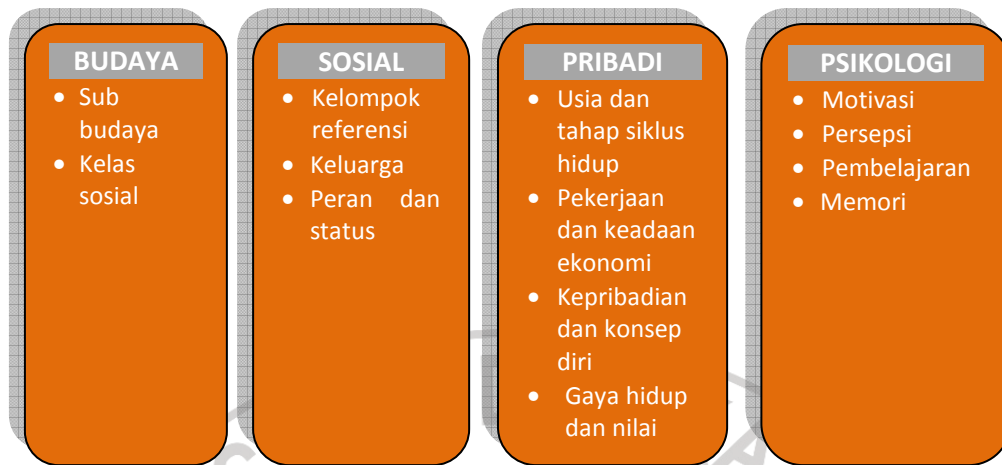 BUDAYA
• Sub
budaya
• Kelas
sosial
SOSIAL
• Kelompok
referensi
• Keluarga
• Peran dan
status
PRIBADI
• Usia dan
tahap siklus
hidup
• Pekerjaan
dan keadaan
ekonomi
• Kepribadian
dan konsep
diri
• Gaya hidup
dan nilai
PSIKOLOGI
• Motivasi
• Persepsi
• Pembelajaran
• Memori